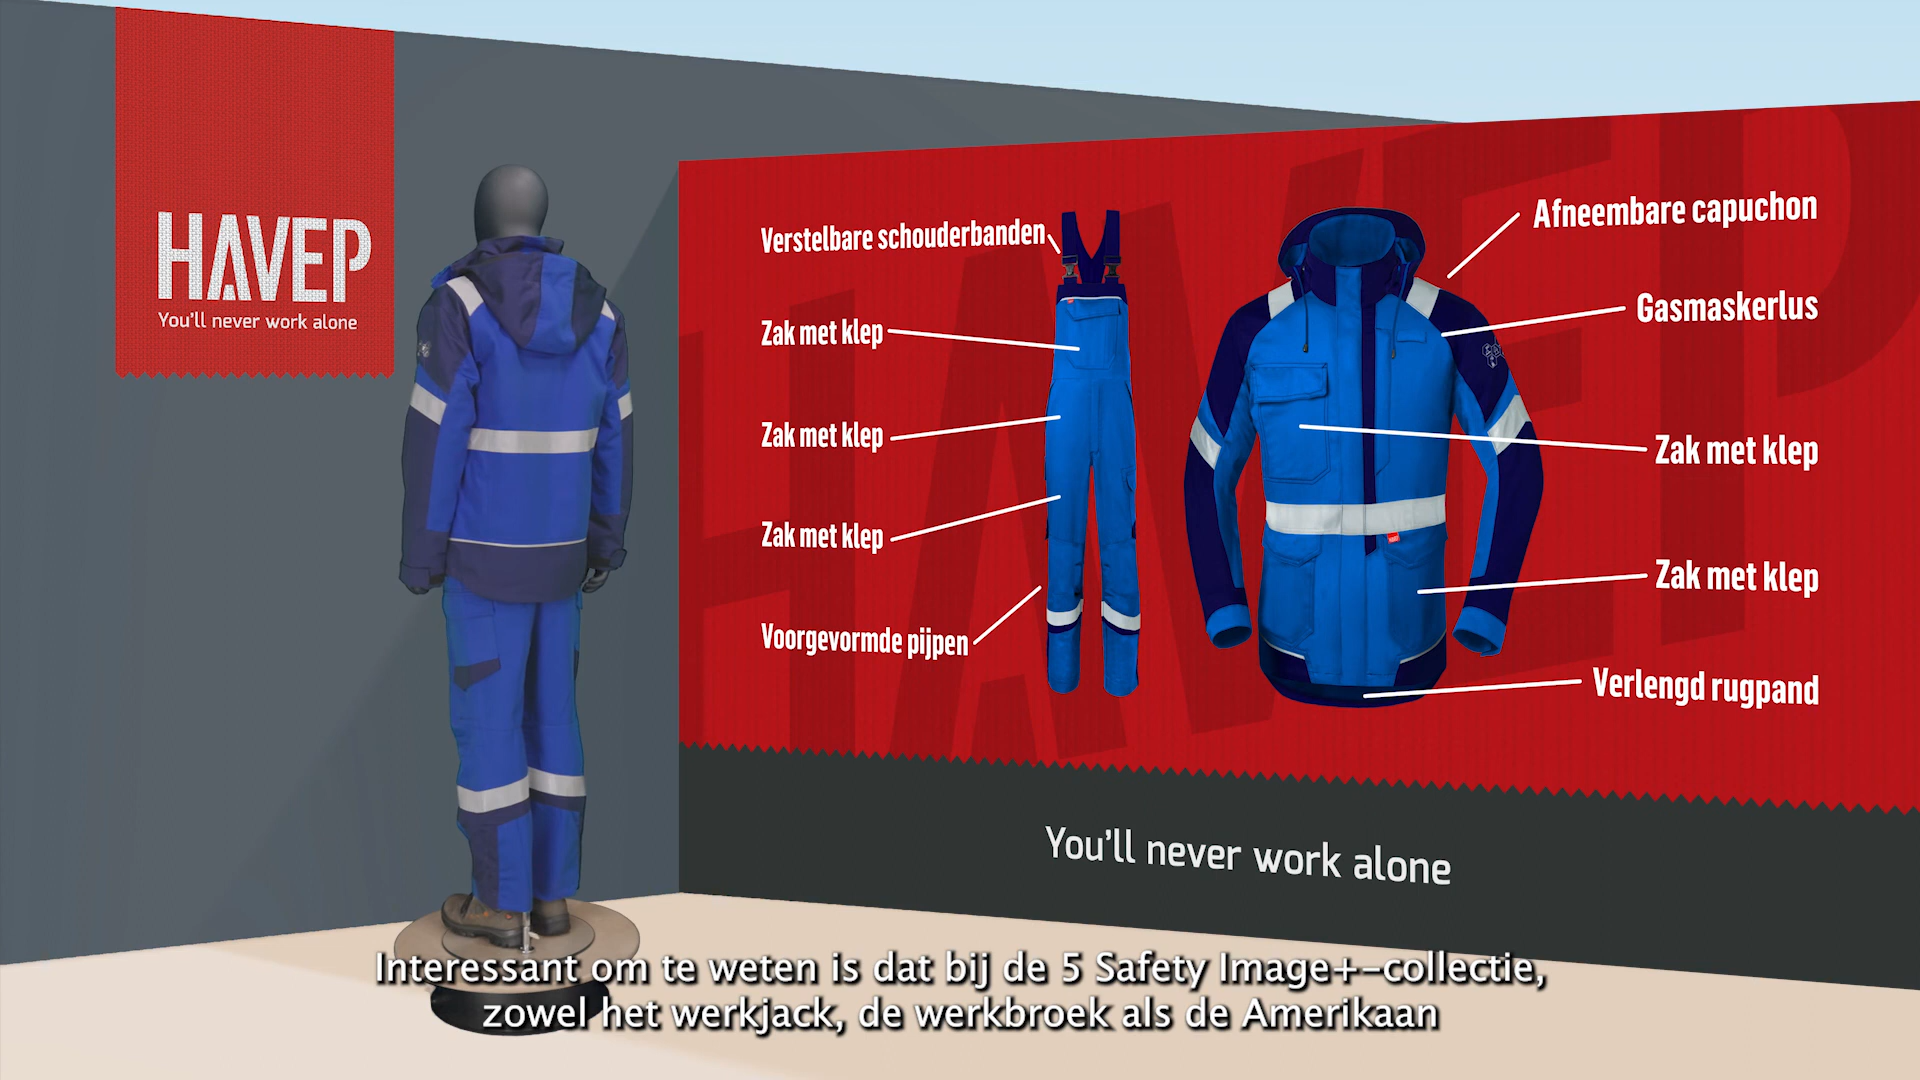 HAVEP
You'll never work alone
Verstelbare schouderbanden
Zak met klep
Zak met klep
Zak met klep
Voorgevormde pijpen
Afneembare capuchon
Gasmaskerlus
Zak met klep
Zak met klep
Verlengd rugpand
HAVEP
You'll never work alone
Interessant om te weten is dat bij de 5 Safety Image+-collectie,
zowel het werkjack, de werkbroek als de Amerikaan